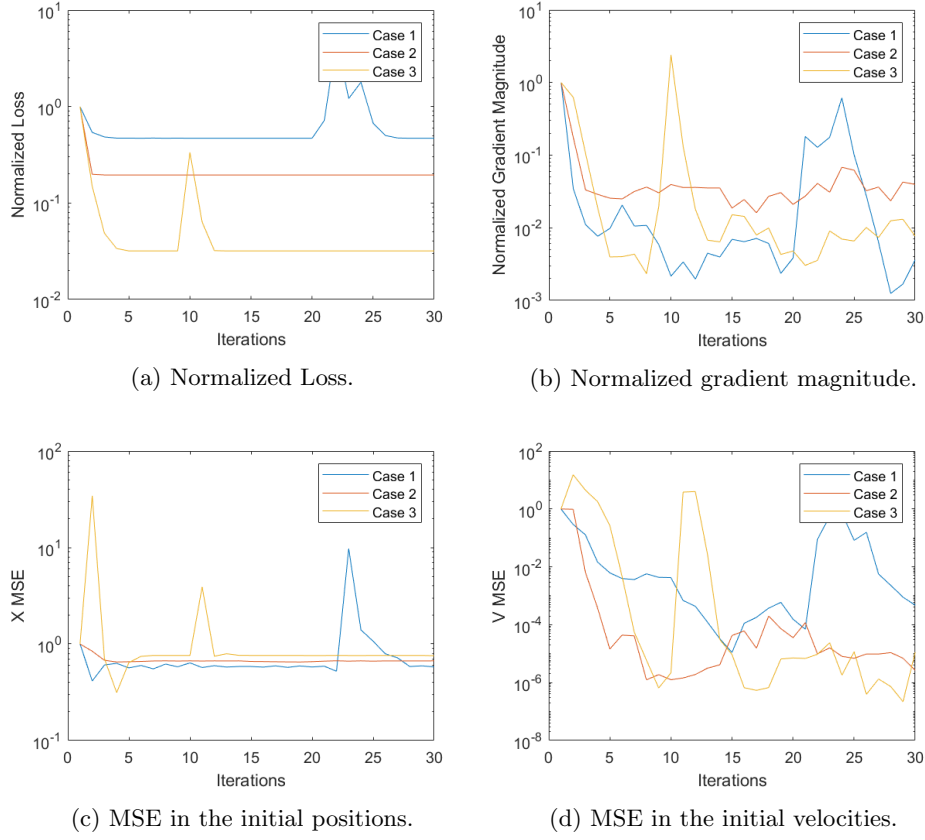 10^1
10^0
10^-1
10^-2
Normalized Loss
0 5 10 15 20 25 30
Iterations
Case 1
Case 2
Case 3
(a) Normalized Loss.
10^1
10^0
10^-1
10^-2
10^-3
Normalized Gradient Magnitude
0 5 10 15 20 25 30
Iterations
Case 1
Case 2
Case 3
(b) Normalized gradient magnitude.
10^2
10^1
10^0
10^-1
X MSE
0 5 10 15 20 25 30
Iterations
Case 1
Case 2
Case 3
(c) MSE in the initial positions.
10^2
10^0
10^-2
10^-4
10^-6
10^-8
V MSE
0 5 10 15 20 25 30
Iterations
Case 1
Case 2
Case 3
(d) MSE in the initial velocities.